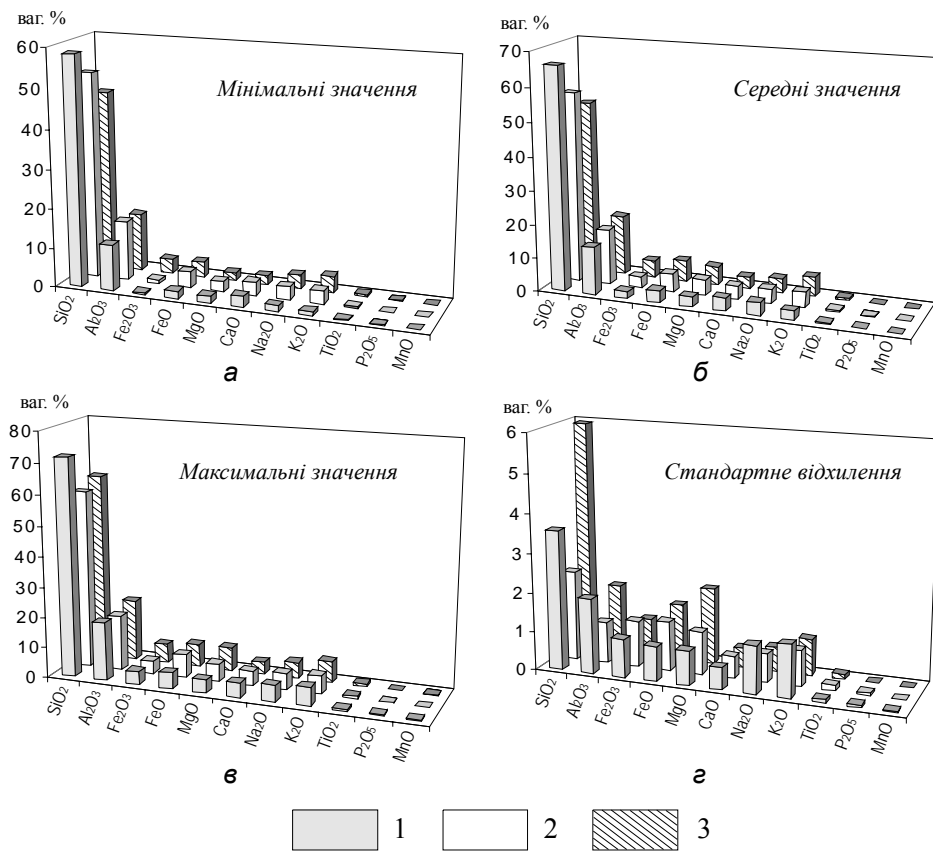 ваг. %
60
50
40
30
20
10
0
Мінімальні значення
SiO₂
Al₂O₃
Fe₂O₃
FeO
MgO
CaO
Na₂O
K₂O
TiO₂
P₂O₅
MnO
а
ваг. %
70
60
50
40
30
20
10
0
Середні значення
SiO₂
Al₂O₃
Fe₂O₃
FeO
MgO
CaO
Na₂O
K₂O
TiO₂
P₂O₅
MnO
б
ваг. %
80
70
60
50
40
30
20
10
0
Максимальні значення
SiO₂
Al₂O₃
Fe₂O₃
FeO
MgO
CaO
Na₂O
K₂O
TiO₂
P₂O₅
MnO
в
ваг. %
6
5
4
3
2
1
0
Стандартне відхилення
SiO₂
Al₂O₃
Fe₂O₃
FeO
MgO
CaO
Na₂O
K₂O
TiO₂
P₂O₅
MnO
г
1 2 3